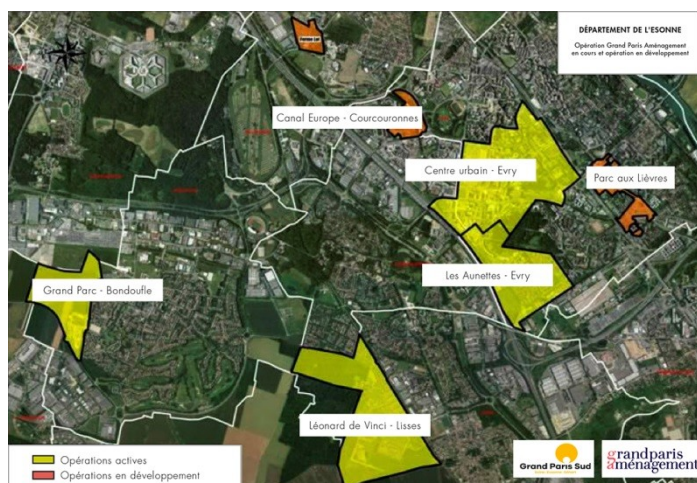 DÉPARTEMENT DE L'ESONNE
Opération Grand Paris Aménagement
en cours et opération en développement
Canal Europe - Courcouronnes
Centre urbain - Evry
Parc aux Lièvres
Les Aunettes - Evry
Grand Parc - Bondoufle
Léonard de Vinci - Lisses
Opérations actives
Opérations en développement
Grand Paris Sud
grandparis
aménagement